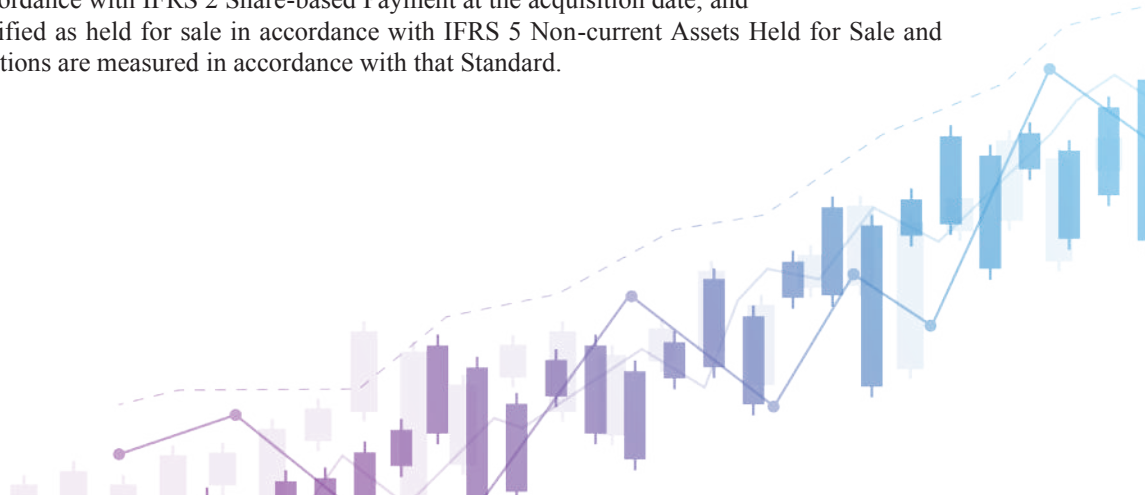 ordance with IFRS 2 Share-based Payment at the acquisition date; and
ified as held for sale in accordance with IFRS 5 Non-current Assets Held for Sale and
tions are measured in accordance with that Standard.